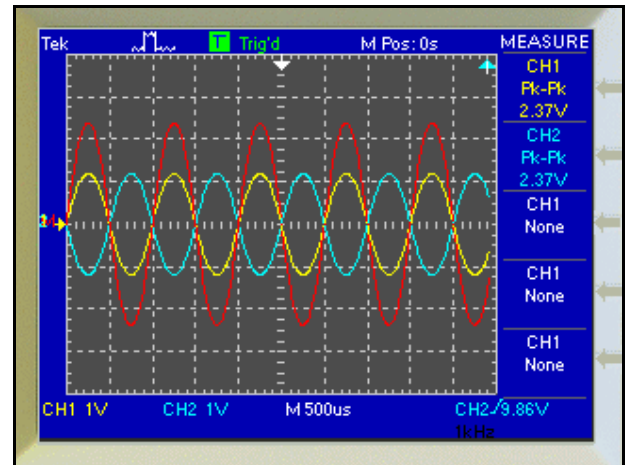 Tek T Trig'd M Pos: 0s MEASURE
CH1
Pk-Pk
2.37V
CH2
Pk-Pk
2.37V
CH1
None
CH1
None
CH1
None
CH1 1V CH2 1V M 500us CH2 9.86V
1kHz